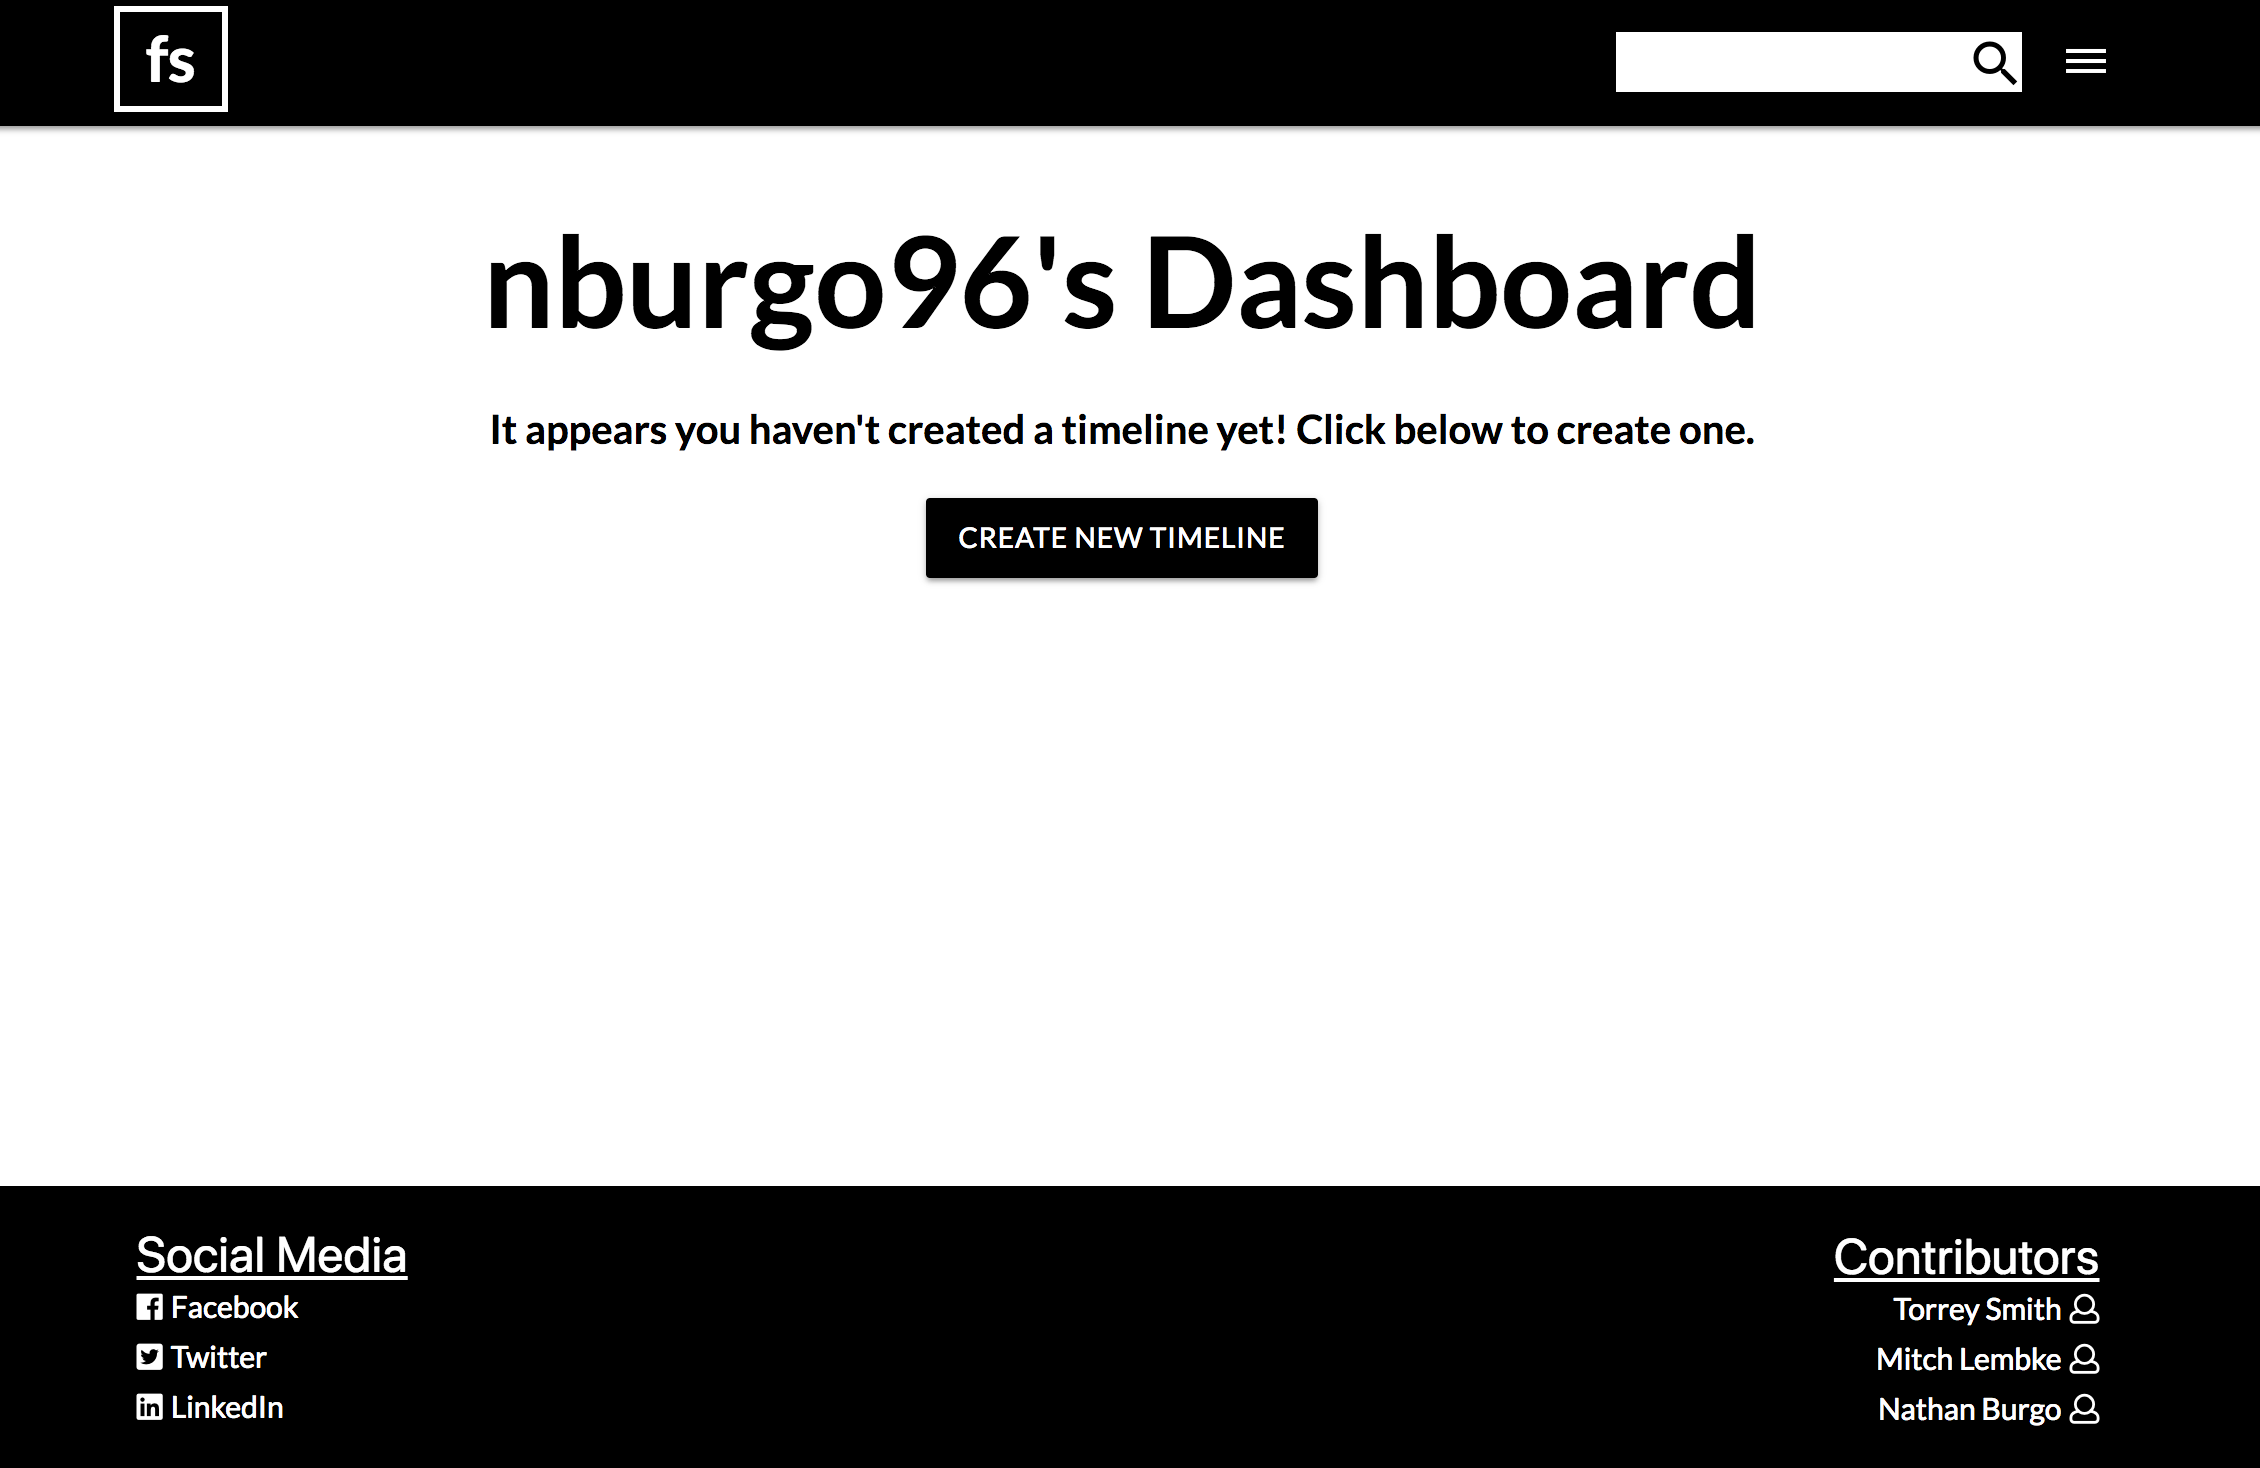 fs
nburgo96's Dashboard
It appears you haven't created a timeline yet! Click below to create one.
CREATE NEW TIMELINE
Social Media
Facebook
Twitter
LinkedIn
Contributors
Torrey Smith
Mitch Lembke
Nathan Burgo